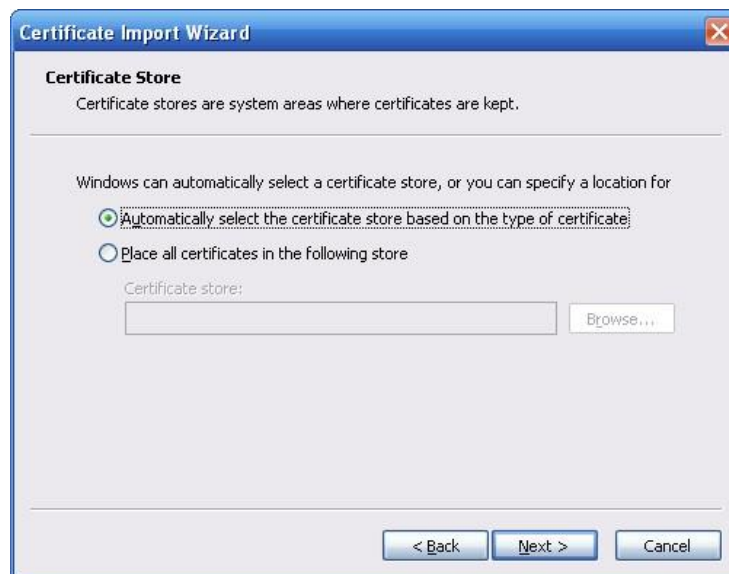 Certificate Import Wizard
Certificate Store
Certificate stores are system areas where certificates are kept.
Windows can automatically select a certificate store, or you can specify a location for
Automatically select the certificate store based on the type of certificate
Place all certificates in the following store
Certificate store:
Browse...
< Back
Next >
Cancel